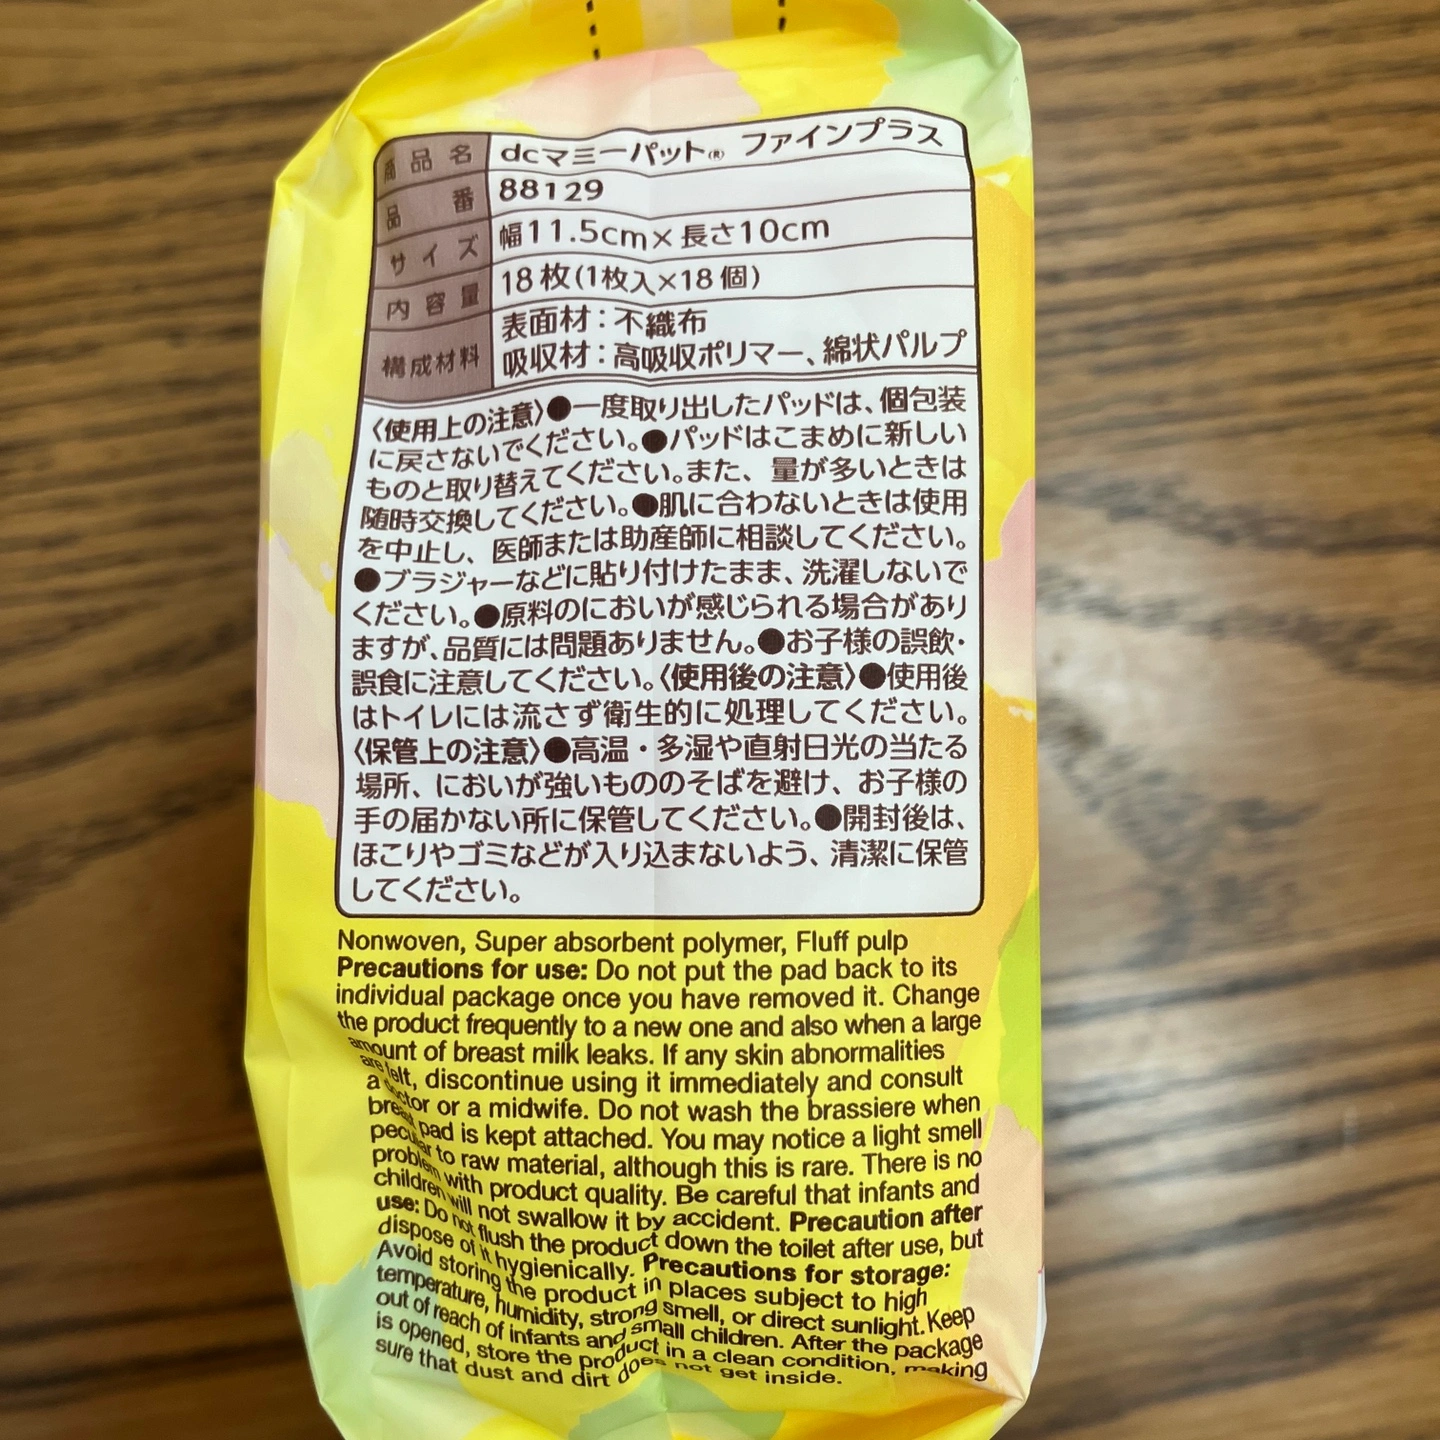 商品名 dcマミーパット® ファインプラス
品番 88129
サイズ 幅11.5cm×長さ10cm
内容量 18枚(1枚入×18個)
構成材料 表面材：不織布
吸収材：高吸収ポリマー、綿状パルプ
〈使用上の注意〉●一度取り出したパッドは、個包装
に戻さないでください。●パッドはこまめに新しい
ものと取り替えてください。また、量が多いときは
随時交換してください。●肌に合わないときは使用
を中止し、医師または助産師に相談してください。
●ブラジャーなどに貼り付けたまま、洗濯しないで
ください。●原料のにおいが感じられる場合があり
ますが、品質には問題ありません。●お子様の誤飲・
誤食に注意してください。〈使用後の注意〉●使用後
はトイレには流さず衛生的に処理してください。
〈保管上の注意〉●高温・多湿や直射日光の当たる
場所、においが強いもののそばを避け、お子様の
手の届かない所に保管してください。●開封後は、
ほこりやゴミなどが入り込まないよう、清潔に保管
してください。
Nonwoven, Super absorbent polymer, Fluff pulp
Precautions for use: Do not put the pad back to its
individual package once you have removed it. Change
the product frequently to a new one and also when a large
amount of breast milk leaks. If any skin abnormalities
are felt, discontinue using it immediately and consult
a doctor or a midwife. Do not wash the brassiere when
breast pad is kept attached. You may notice a light smell
peculiar to raw material, although this is rare. There is no
problem with product quality. Be careful that infants and
children will not swallow it by accident. Precaution after
use: Do not flush the product down the toilet after use, but
dispose of it hygienically. Precautions for storage:
Avoid storing the product in places subject to high
temperature, humidity, strong smell, or direct sunlight. Keep
out of reach of infants and small children. After the package
is opened, store the product in a clean condition, making
sure that dust and dirt does not get inside.